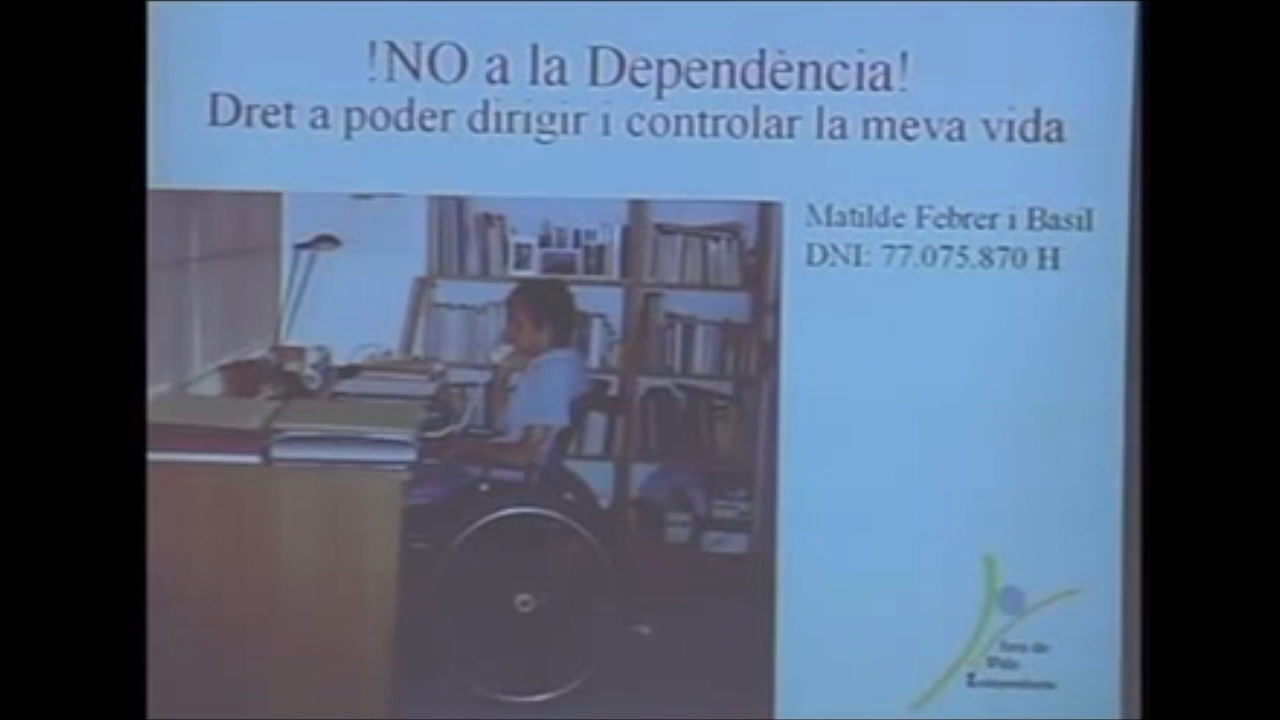 !NO a la Dependència!
Dret a poder dirigir i controlar la meva vida
Matilde Febrer i Basil
DNI: 77.075.870 H